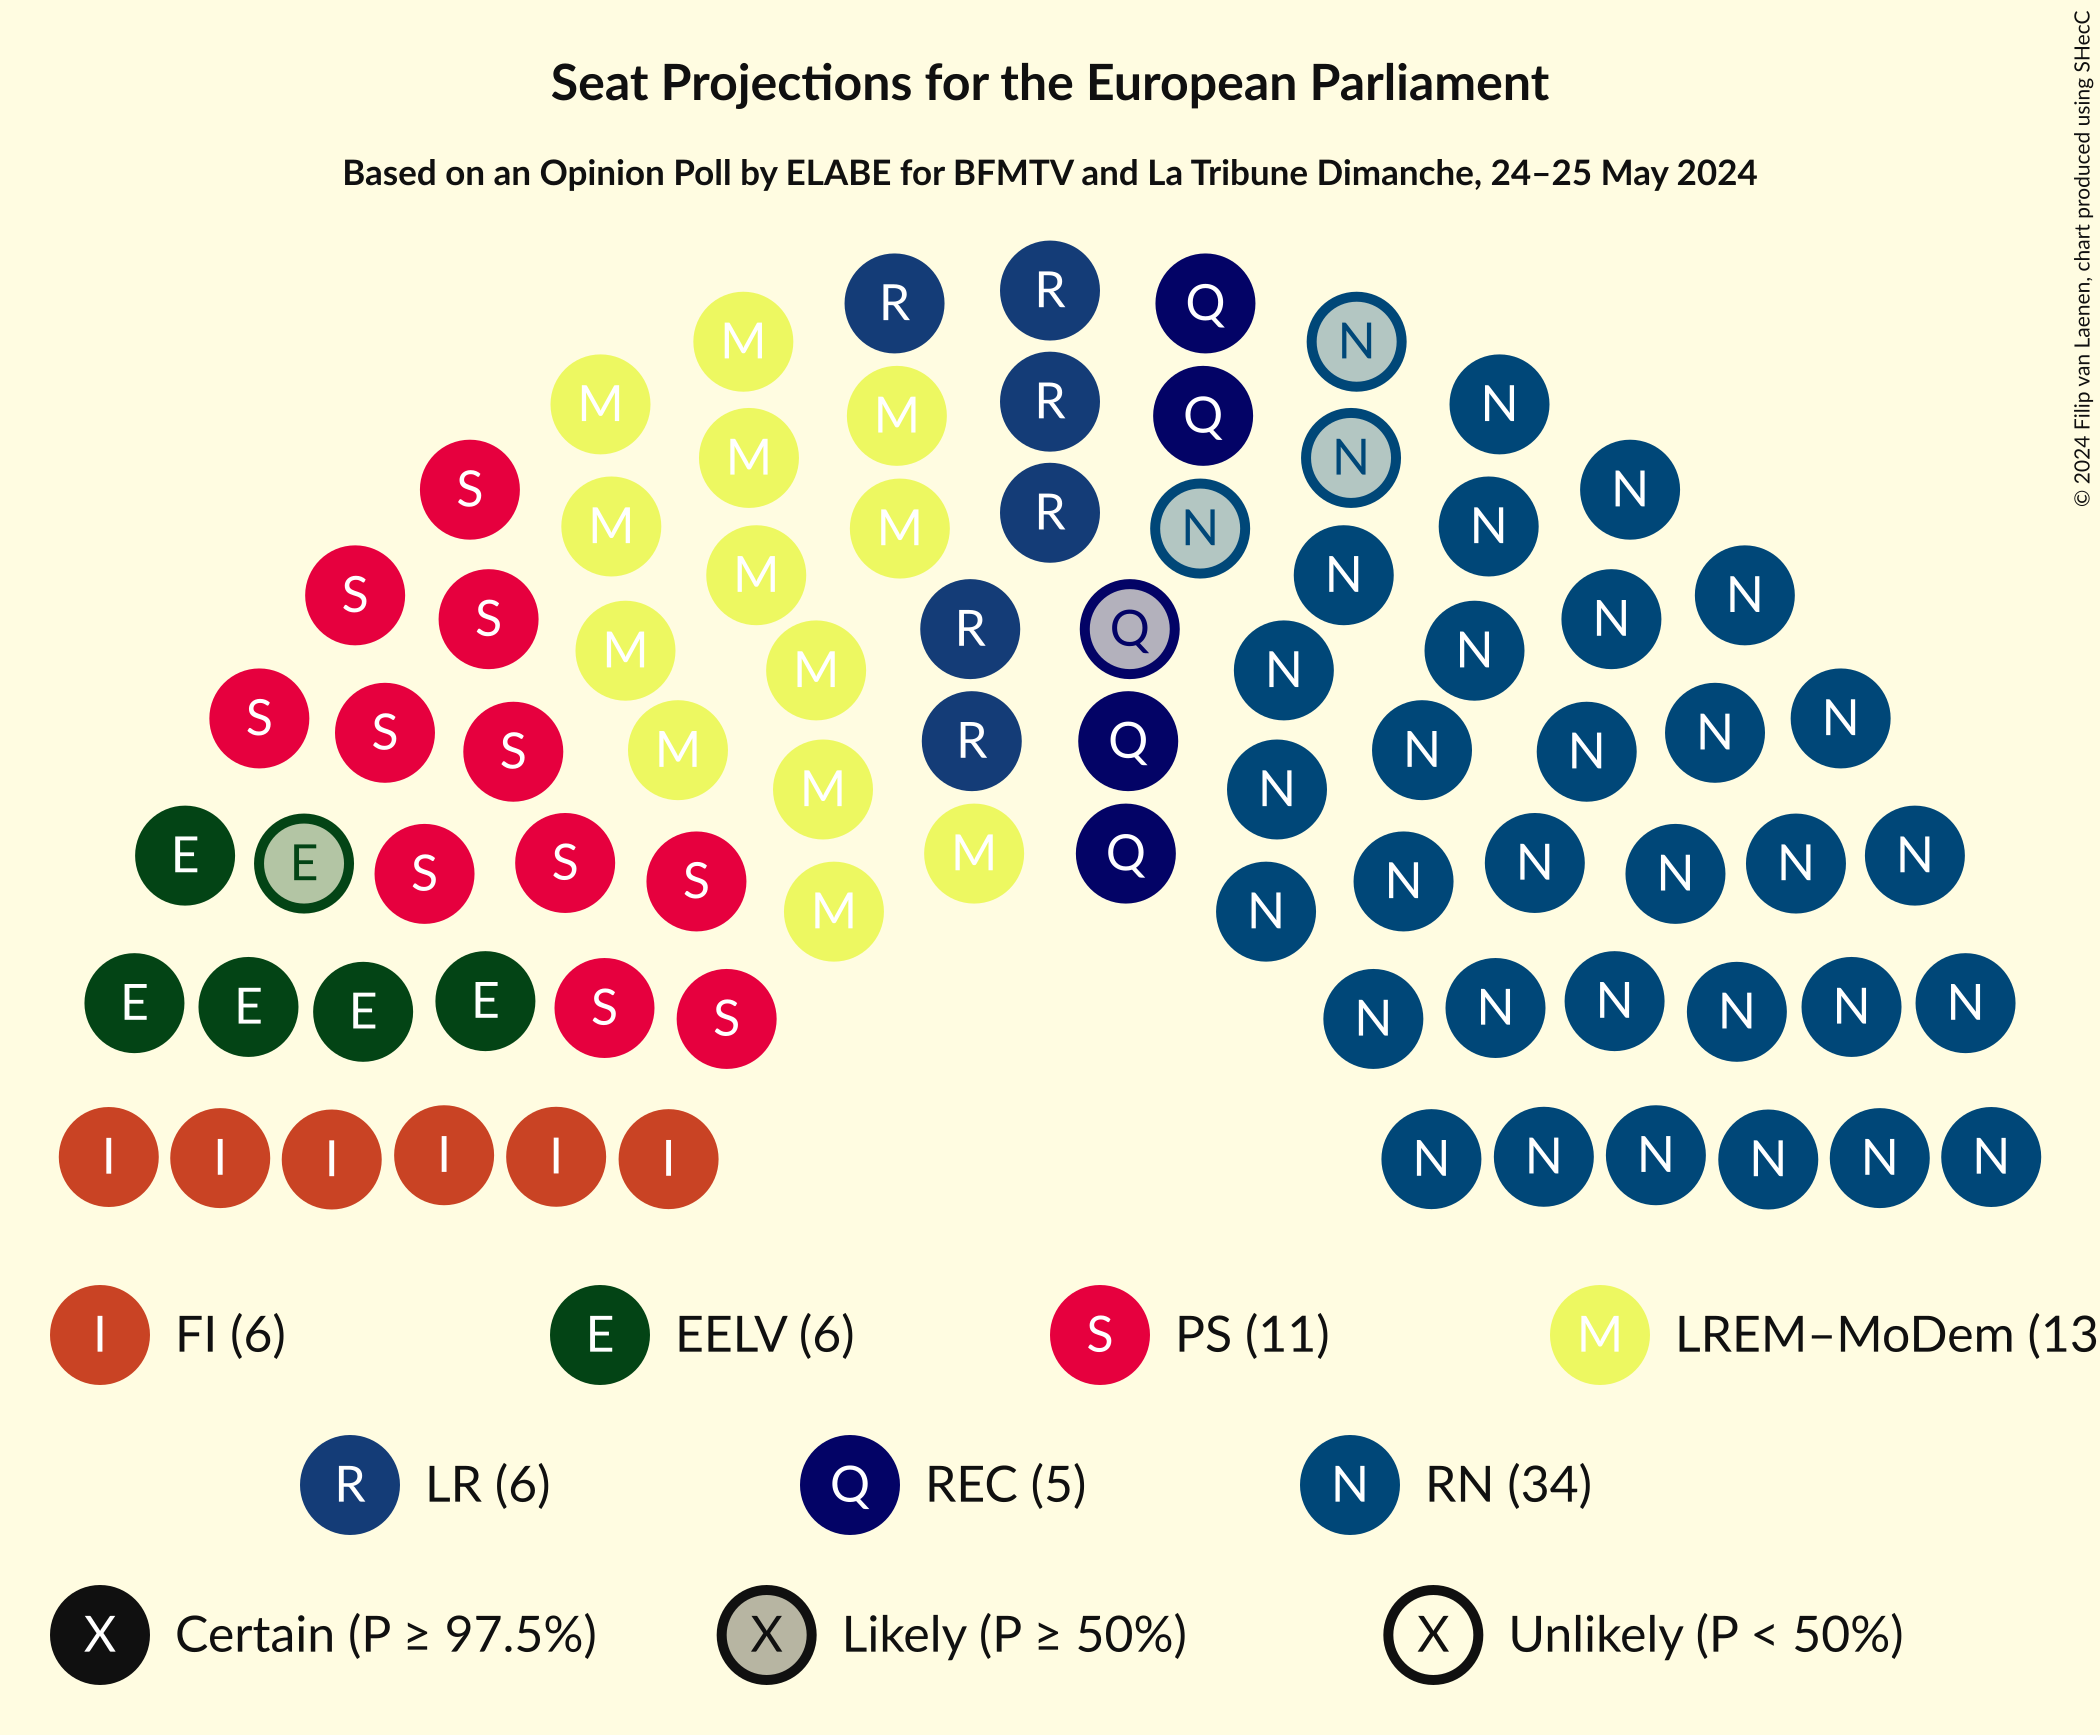 Seat Projections for the European Parliament
Based on an Opinion Poll by ELABE for BFMTV and La Tribune Dimanche, 24–25 May 2024
© 2024 Filip van Laenen, chart produced using SHecC
R
Q
N
M
R
R
Q
N
M
N
M
M
R
N
N
S
M
M
N
N
N
M
N
S
S
R
Q
N
N
M
M
N
N
S
S
S
M
R
Q
N
N
N
N
M
N
E
E
S
S
S
M
Q
N
N
N
N
N
M
N
E
E
E
E
S
S
N
N
N
N
N
N
I
I
I
I
I
I
N
N
N
N
N
N
I FI (6)
E EELV (6)
S PS (11)
M LREM–MoDem (13
R LR (6)
Q REC (5)
N RN (34)
X Certain (P ≥ 97.5%)
X Likely (P ≥ 50%)
X Unlikely (P < 50%)